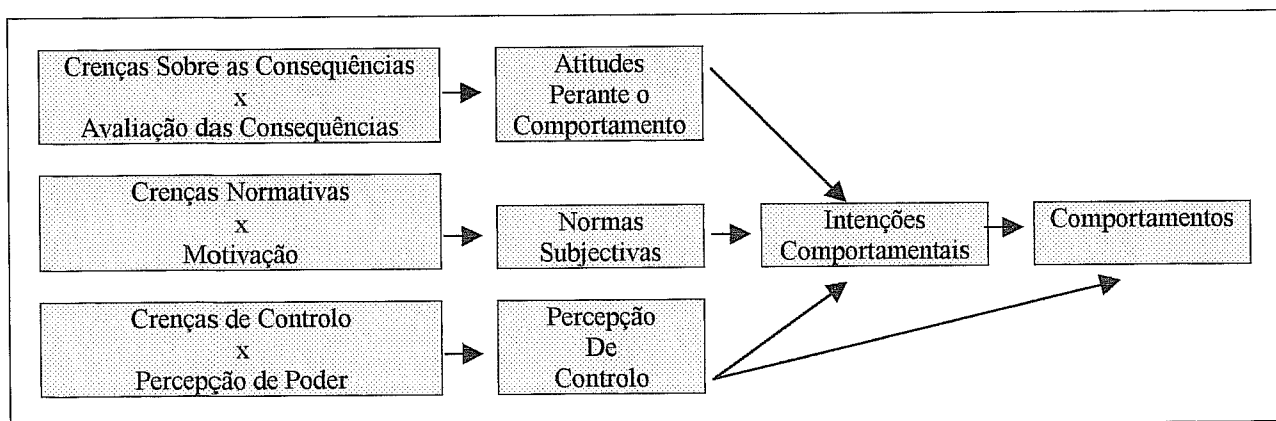 Crenças Sobre as Consequências
x
Avaliação das Consequências
Atitudes
Perante o
Comportamento
Crenças Normativas
x
Motivação
Normas
Subjectivas
Intenções
Comportamentais
Comportamentos
Crenças de Controlo
x
Percepção de Poder
Percepção
De
Controlo